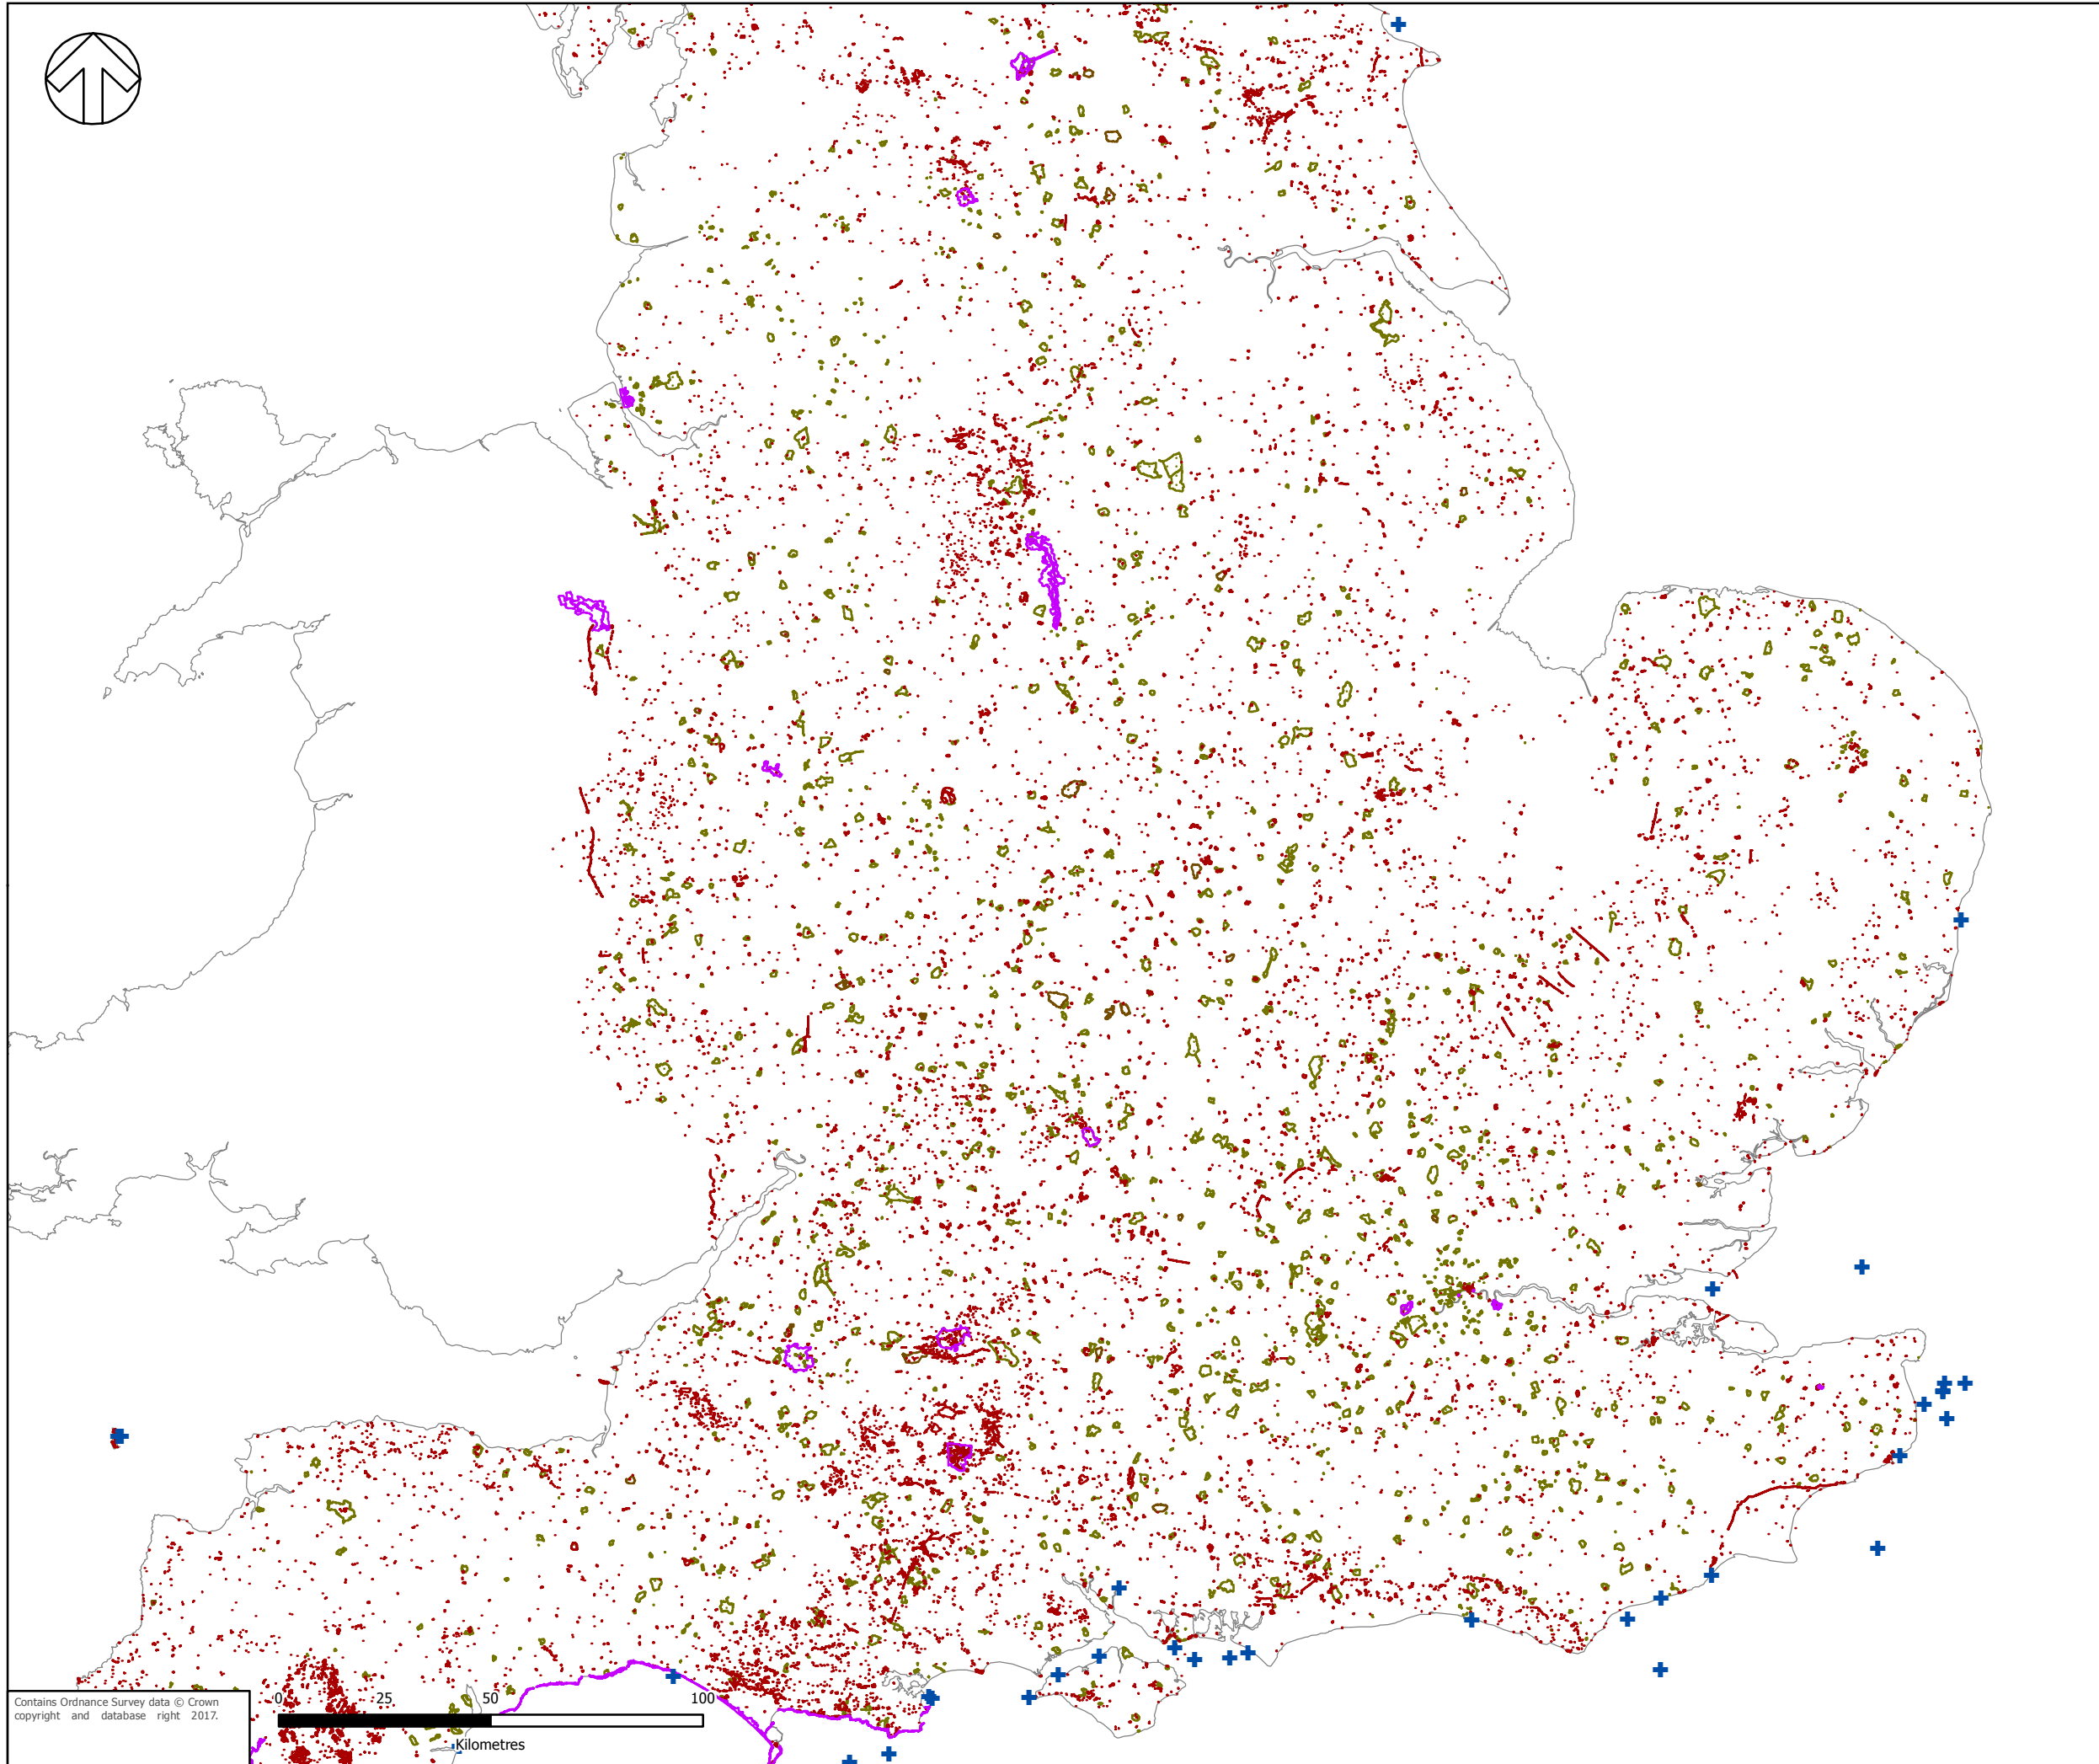 0 25 50 100
Kilometres
Contains Ordnance Survey data © Crown
copyright and database right 2017.